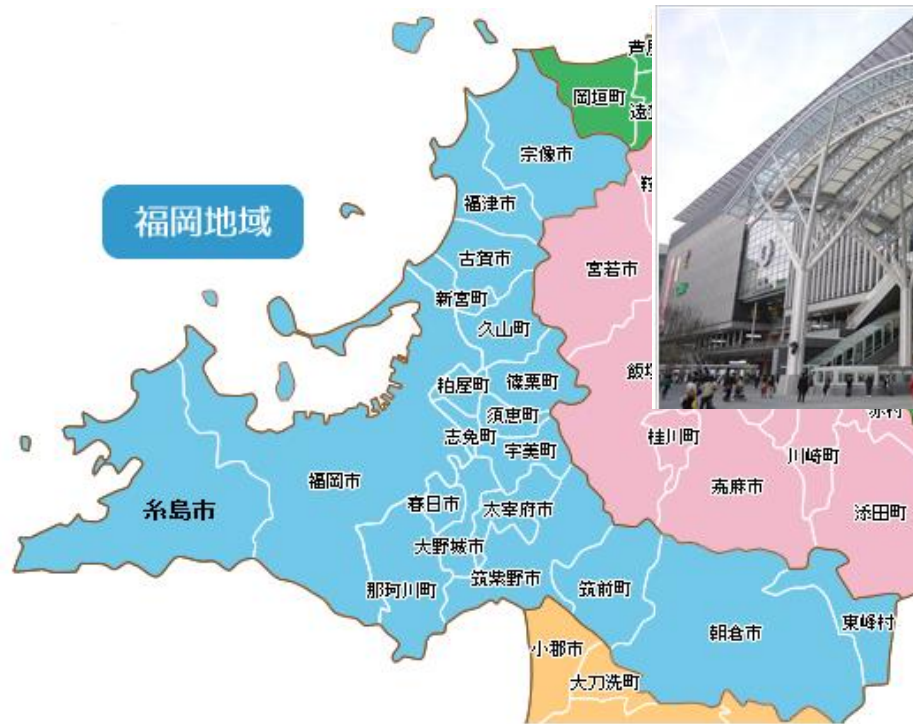 岡垣町
宗像市
福岡地域
福津市
古賀市
宮若市
新宮町
久山町
粕屋町
篠栗町
須恵町
志免町
宇美町
桂川町
川崎町
福岡市
嘉麻市
糸島市
春日市
太宰府市
添田町
大野城市
那珂川町
筑紫野市
筑前町
東峰村
朝倉市
小郡市
大刀洗町